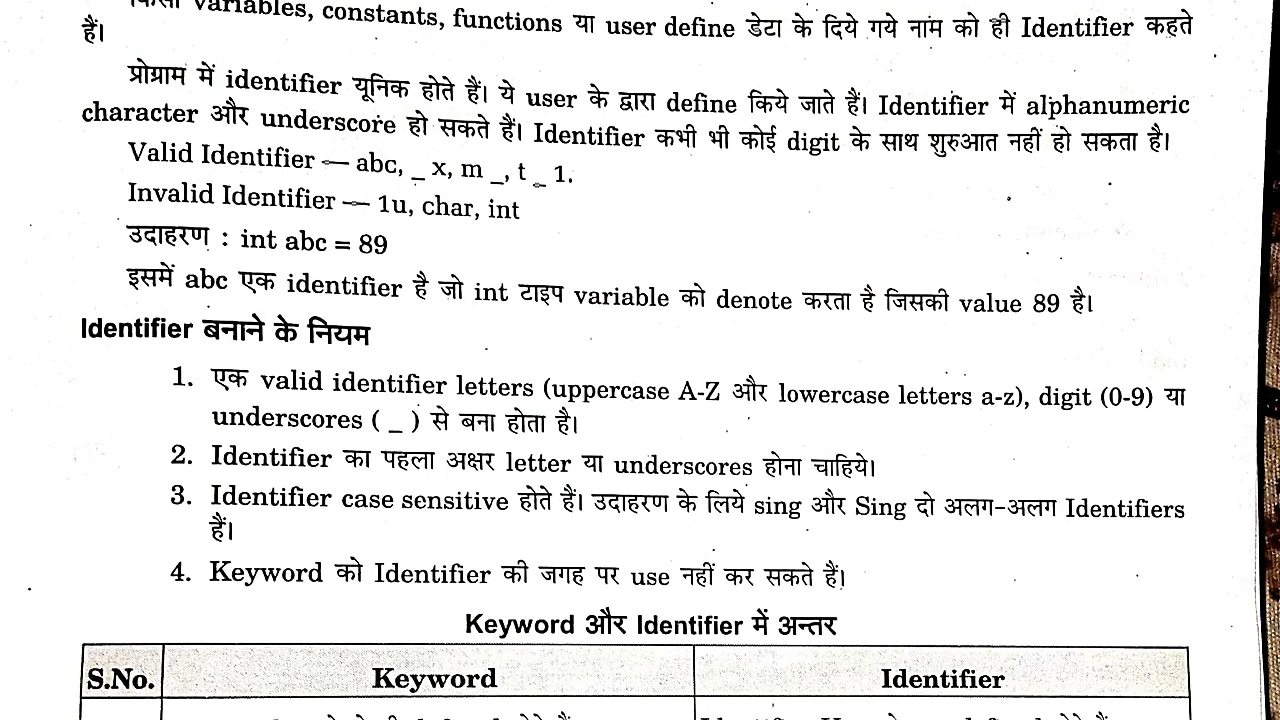 variables, constants, functions या user define डेटा के दिये गये नाम को ही Identifier कहते
हैं।
प्रोग्राम में identifier यूनिक होते हैं। ये user के द्वारा define किये जाते हैं। Identifier में alphanumeric
character और underscore हो सकते हैं। Identifier कभी भी कोई digit के साथ शुरुआत नहीं हो सकता है।
Valid Identifier — abc, _ x, m _, t _ 1.
Invalid Identifier — 1u, char, int
उदाहरण : int abc = 89
इसमें abc एक identifier है जो int टाइप variable को denote करता है जिसकी value 89 है।
Identifier बनाने के नियम
1. एक valid identifier letters (uppercase A-Z और lowercase letters a-z), digit (0-9) या
underscores ( _ ) से बना होता है।
2. Identifier का पहला अक्षर letter या underscores होना चाहिये।
3. Identifier case sensitive होते हैं। उदाहरण के लिये sing और Sing दो अलग-अलग Identifiers
हैं।
4. Keyword को Identifier की जगह पर use नहीं कर सकते हैं।
Keyword और Identifier में अन्तर
S.No. Keyword Identifier